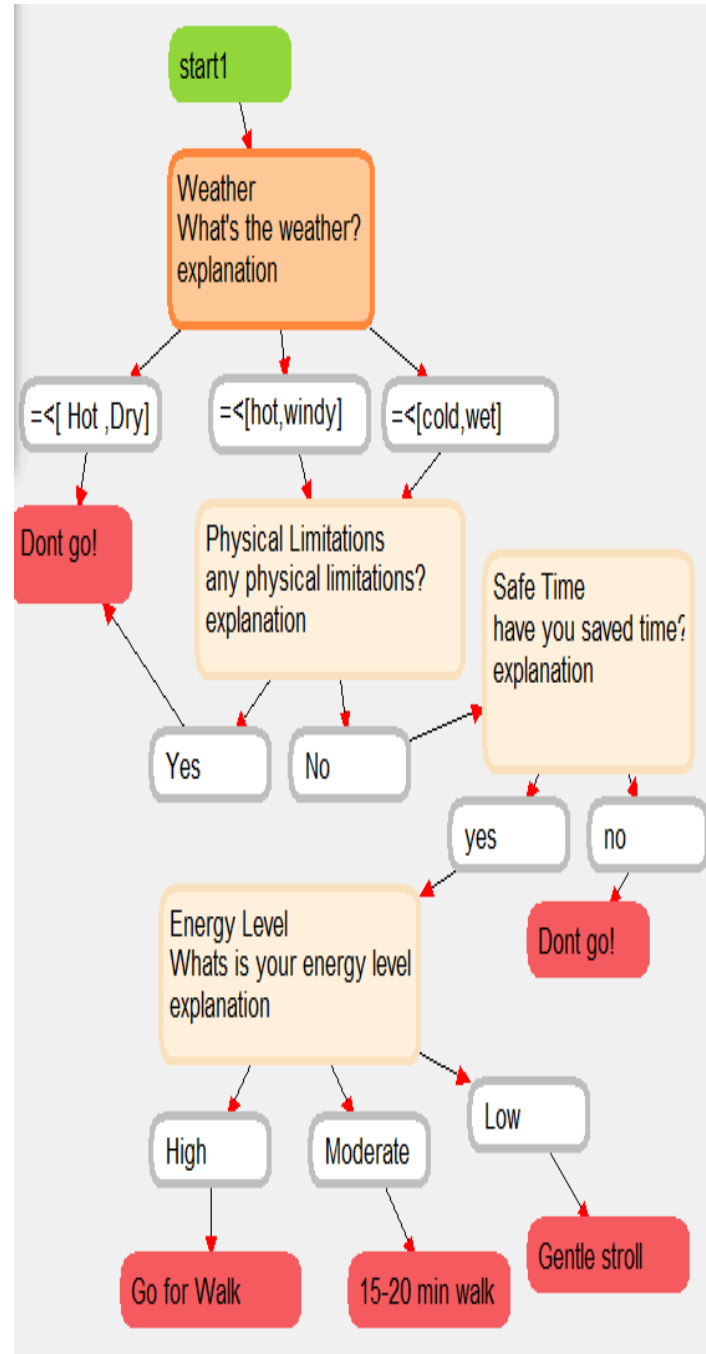 start1
Weather
What's the weather?
explanation
=<[ Hot ,Dry]
=<[hot,windy]
=<[cold,wet]
Dont go!
Physical Limitations
any physical limitations?
explanation
Safe Time
have you saved time?
explanation
Yes
No
yes
no
Energy Level
Whats is your energy level
explanation
Dont go!
High
Moderate
Low
Go for Walk
15-20 min walk
Gentle stroll